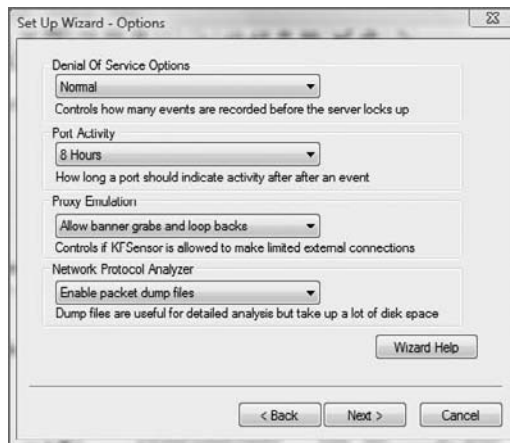 Set Up Wizard - Options
Denial Of Service Options
Normal
Controls how many events are recorded before the server locks up
Port Activity
8 Hours
How long a port should indicate activity after after an event
Proxy Emulation
Allow banner grabs and loop backs
Controls if KFSensor is allowed to make limited external connections
Network Protocol Analyzer
Enable packet dump files
Dump files are useful for detailed analysis but take up a lot of disk space
Wizard Help
< Back
Next >
Cancel